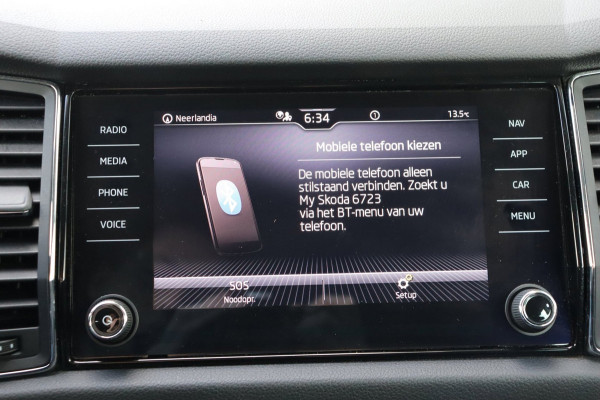 Neerlandia 6:34 13.5°C
RADIO
MEDIA
PHONE
VOICE
Mobiele telefoon kiezen
De mobiele telefoon alleen
stilstaand verbinden. Zoekt u
My Skoda 6723
via het BT-menu van uw
telefoon.
SOS
Noodopr.
Setup
NAV
APP
CAR
MENU